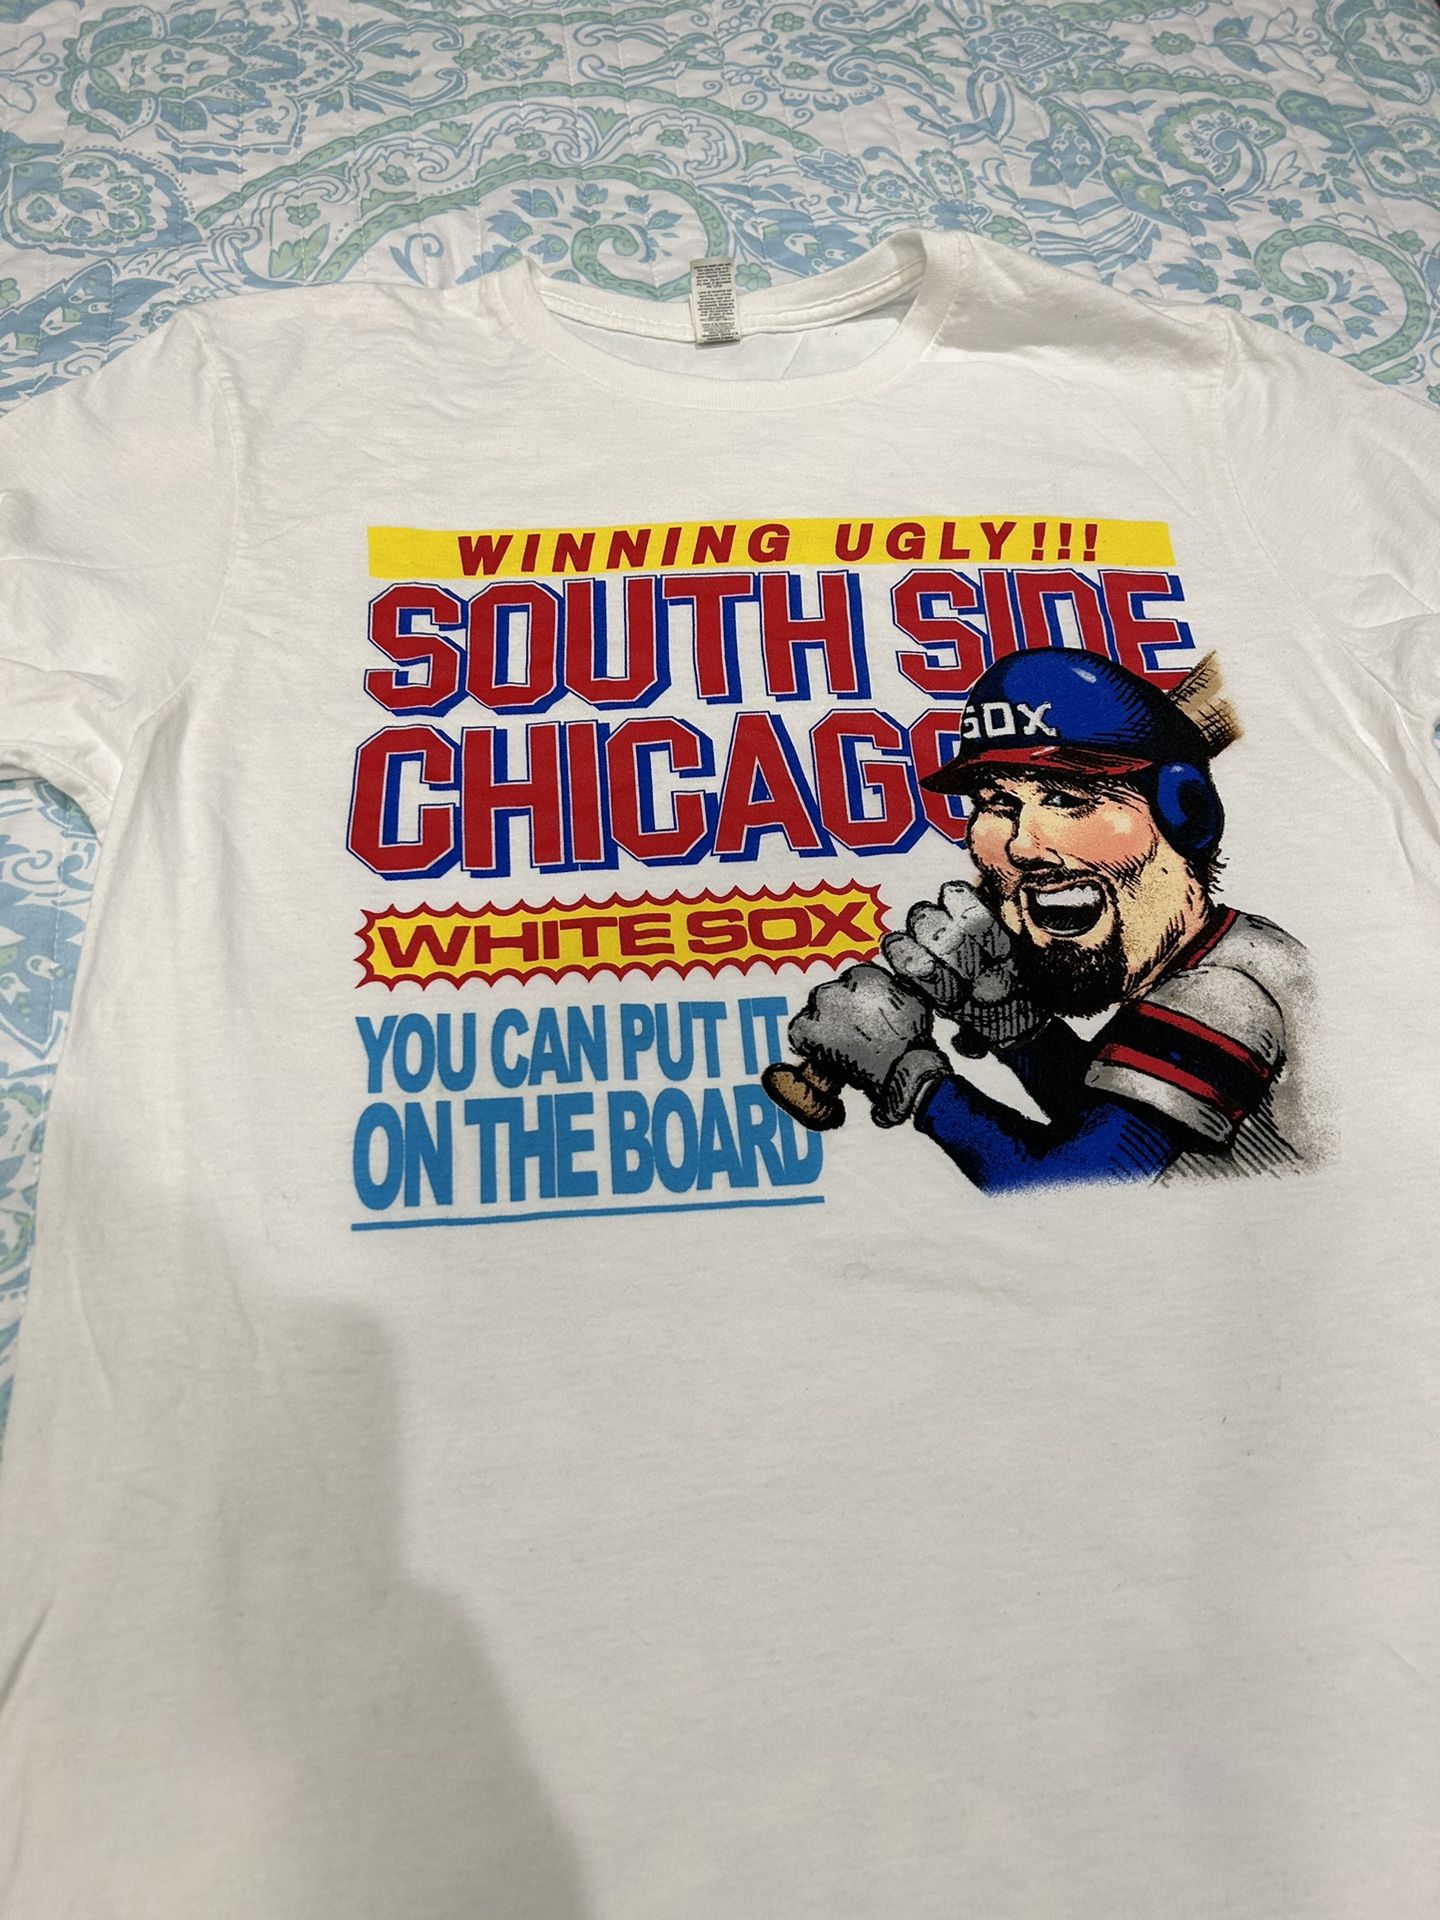 WINNING UGLY!!!
SOUTH SIDE
CHICAGO
SOX
WHITE SOX
YOU CAN PUT IT
ON THE BOARD